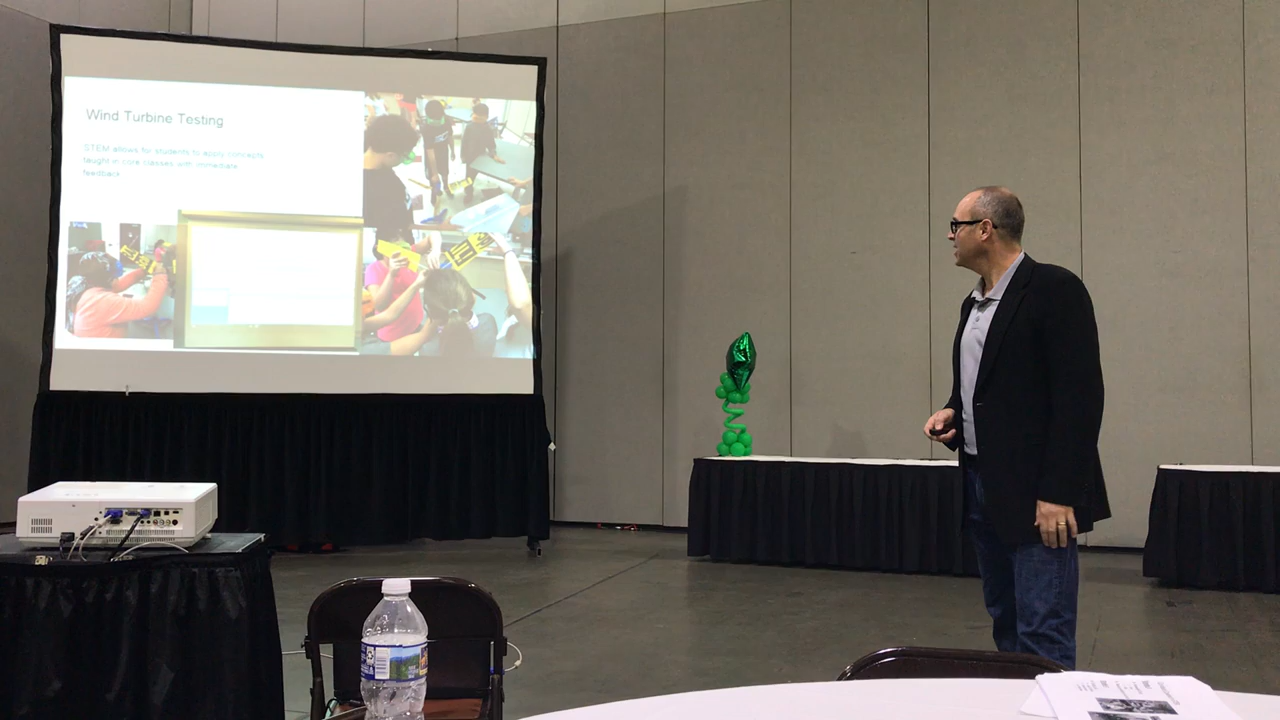 Wind Turbine Testing
STEM allows for students to apply concepts
taught in core classes with immediate
feedback